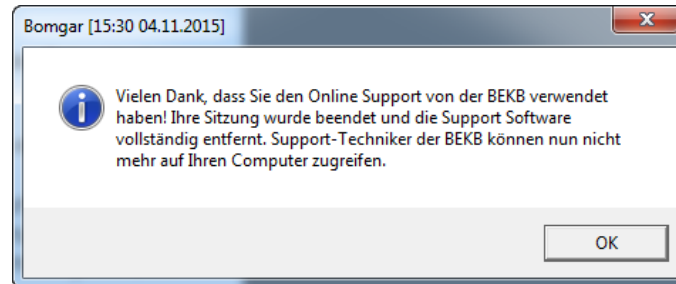 Bomgar [15:30 04.11.2015]
Vielen Dank, dass Sie den Online Support von der BEKB verwendet
haben! Ihre Sitzung wurde beendet und die Support Software
vollständig entfernt. Support-Techniker der BEKB können nun nicht
mehr auf Ihren Computer zugreifen.
OK